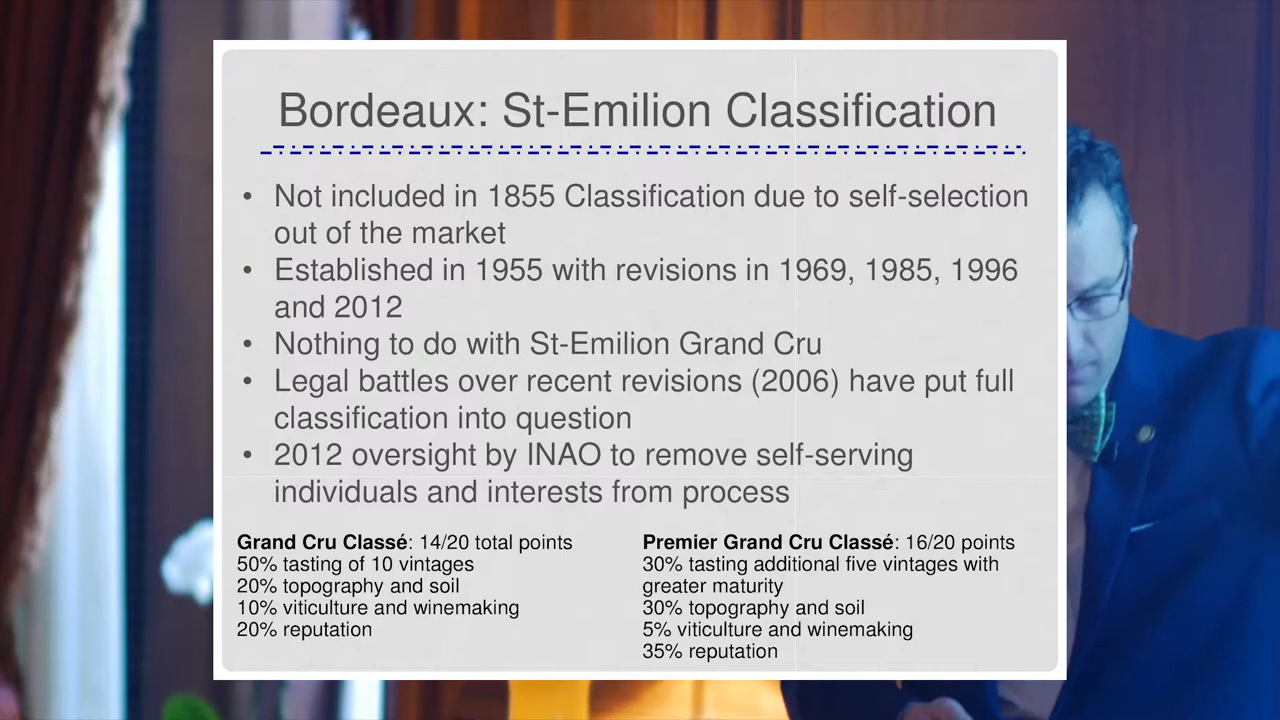 Bordeaux: St-Emilion Classification
• Not included in 1855 Classification due to self-selection
out of the market
• Established in 1955 with revisions in 1969, 1985, 1996
and 2012
• Nothing to do with St-Emilion Grand Cru
• Legal battles over recent revisions (2006) have put full
classification into question
• 2012 oversight by INAO to remove self-serving
individuals and interests from process
Grand Cru Classé: 14/20 total points
50% tasting of 10 vintages
20% topography and soil
10% viticulture and winemaking
20% reputation
Premier Grand Cru Classé: 16/20 points
30% tasting additional five vintages with
greater maturity
30% topography and soil
5% viticulture and winemaking
35% reputation